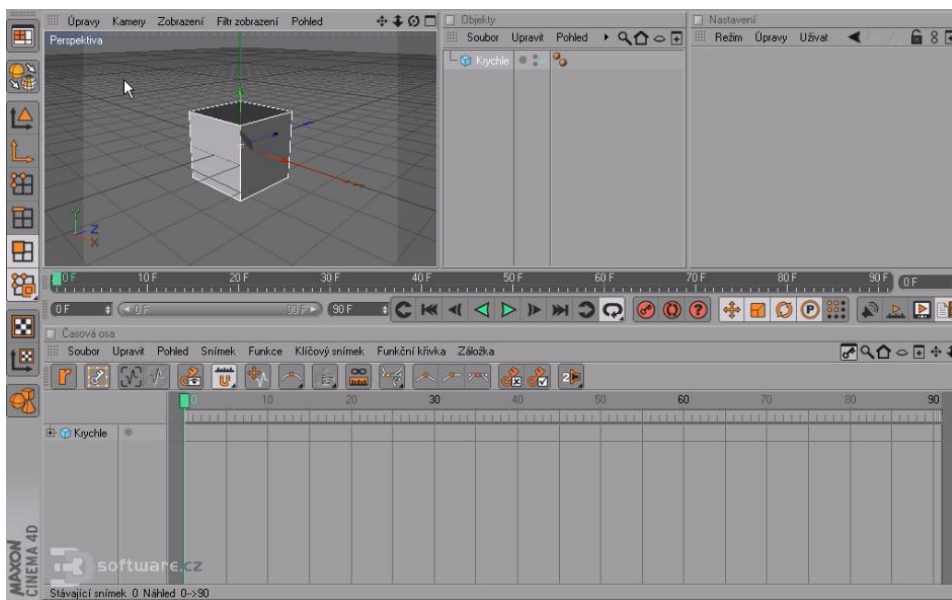 Úpravy Kamery Zobrazení Filtr zobrazení Pohled
Perspektiva
Y
Z
X
Objekty
Soubor Upravit Pohled
Krychle
Nastavení
Režim Úpravy Uživat
0 F 10 F 20 F 30 F 40 F 50 F 60 F 70 F 80 F 90 F 0 F
0 F 0 F 90 F 90 F
P
Časová osa
Soubor Upravit Pohled Snímek Funkce Klíčový snímek Funkční křivka Záložka
0 10 20 30 40 50 60 70 80 90
Krychle
MAXON
CINEMA 4D
software.cz
Stávající snímek 0 Náhled 0-->90